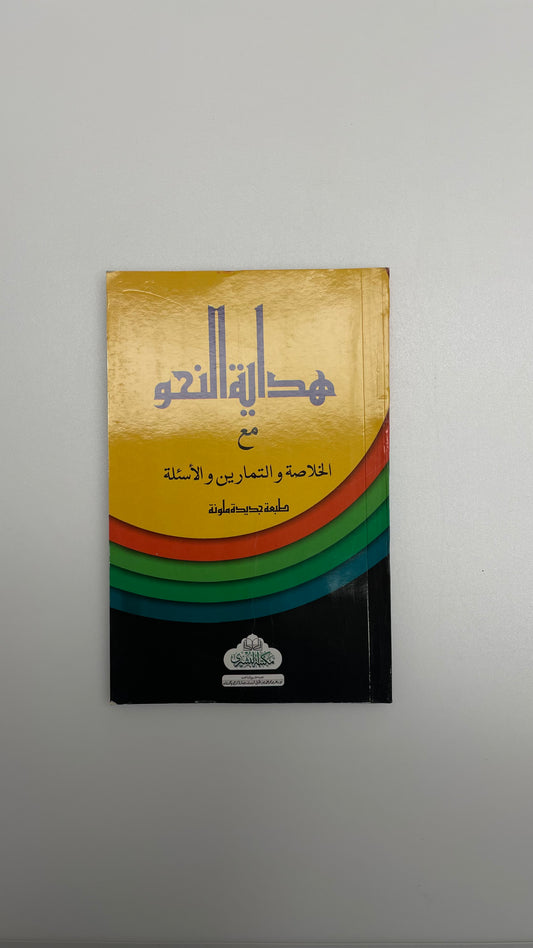 هداية النحو
مع
الخلاصة والتمارين والأسئلة
طبعة جديدة ملونة
مكتبة البشرى